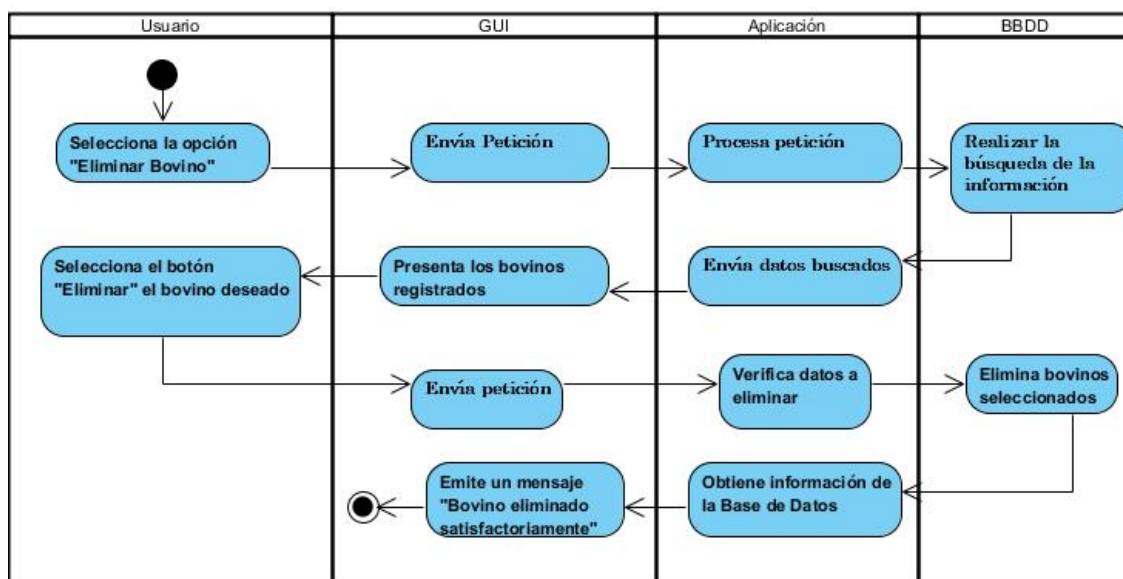 Usuario
GUI
Aplicación
BBDD
Selecciona la opción
"Eliminar Bovino"
Envía Petición
Procesa petición
Realizar la
búsqueda de la
información
Selecciona el botón
"Eliminar" el bovino deseado
Presenta los bovinos
registrados
Envía datos buscados
Envía petición
Verifica datos a
eliminar
Elimina bovinos
seleccionados
Emite un mensaje
"Bovino eliminado
satisfactoriamente"
Obtiene información de
la Base de Datos